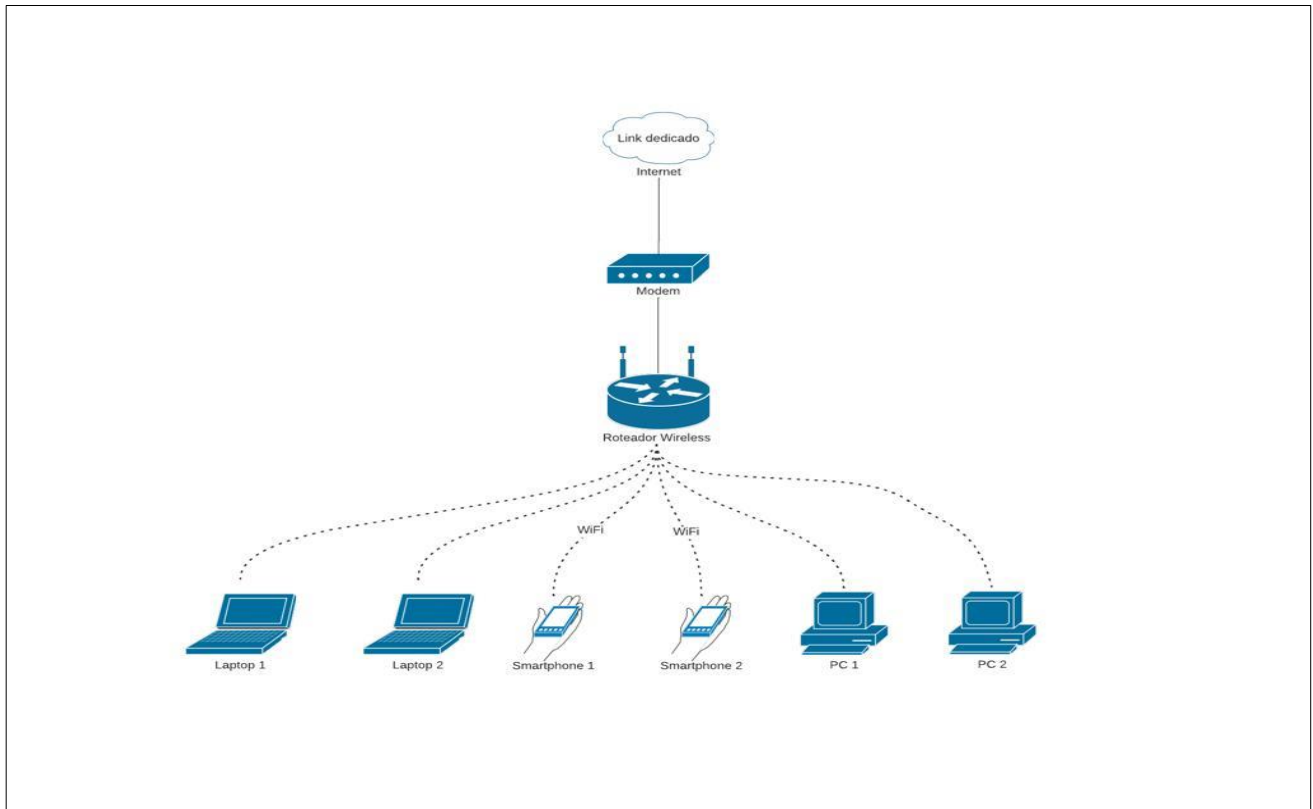 Link dedicado
Internet
Modem
Roteador Wireless
WiFi
WiFi
Laptop 1
Laptop 2
Smartphone 1
Smartphone 2
PC 1
PC 2